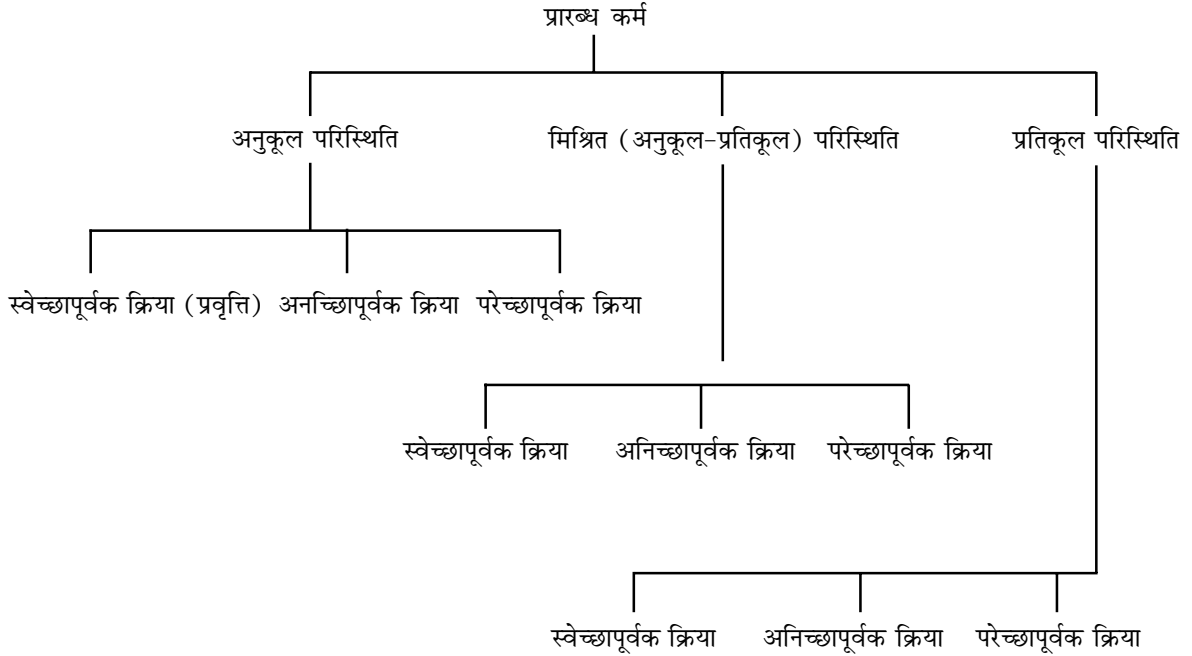 प्रारब्ध कर्म
अनुकूल परिस्थिति मिश्रित (अनुकूल-प्रतिकूल) परिस्थिति प्रतिकूल परिस्थिति
स्वेच्छापूर्वक क्रिया (प्रवृत्ति) अनच्छिापूर्वक क्रिया परेच्छापूर्वक क्रिया
स्वेच्छापूर्वक क्रिया अनिच्छापूर्वक क्रिया परेच्छापूर्वक क्रिया
स्वेच्छापूर्वक क्रिया अनिच्छापूर्वक क्रिया परेच्छापूर्वक क्रिया